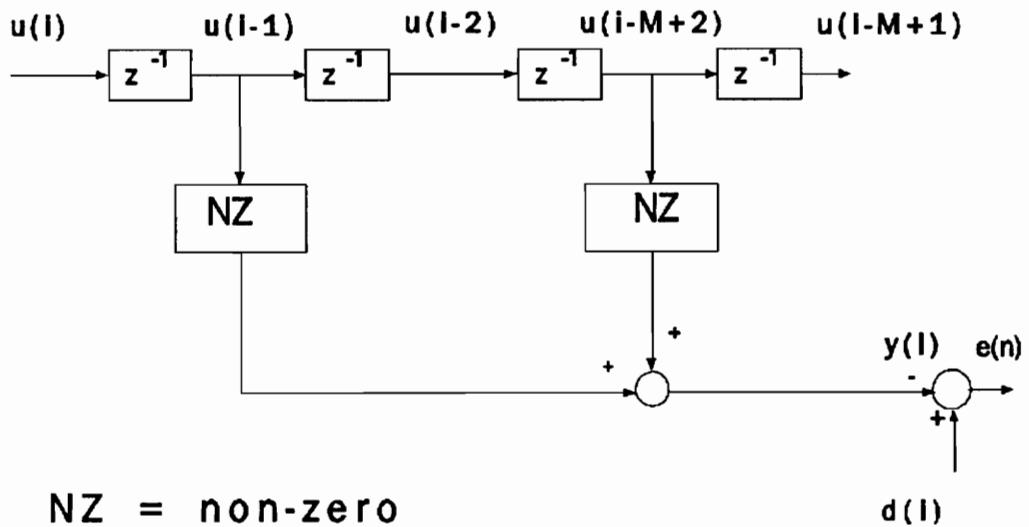 u(i) u(i-1) u(i-2) u(i-M+2) u(i-M+1)
z -1 z -1 z -1 z -1
NZ NZ
+
+
y(i) e(n)
-
+
NZ = non-zero
d(i)